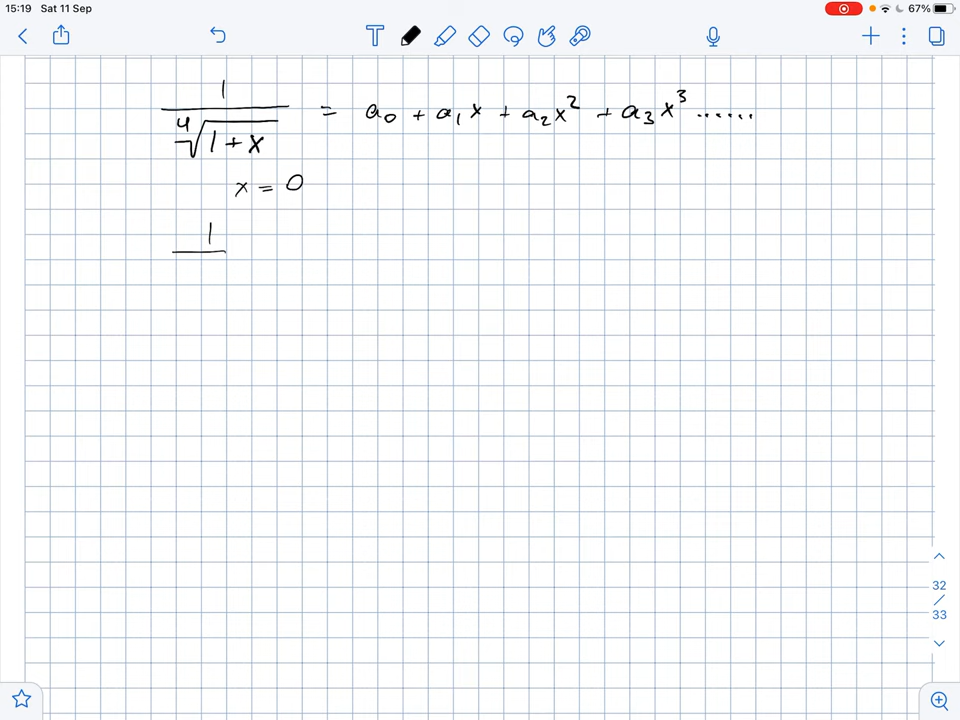 15:19 Sat 11 Sep 67%
T
1
4√1+x = a₀ + a₁x + a₂x² + a₃x³ ......
x = 0
1
32
/
33